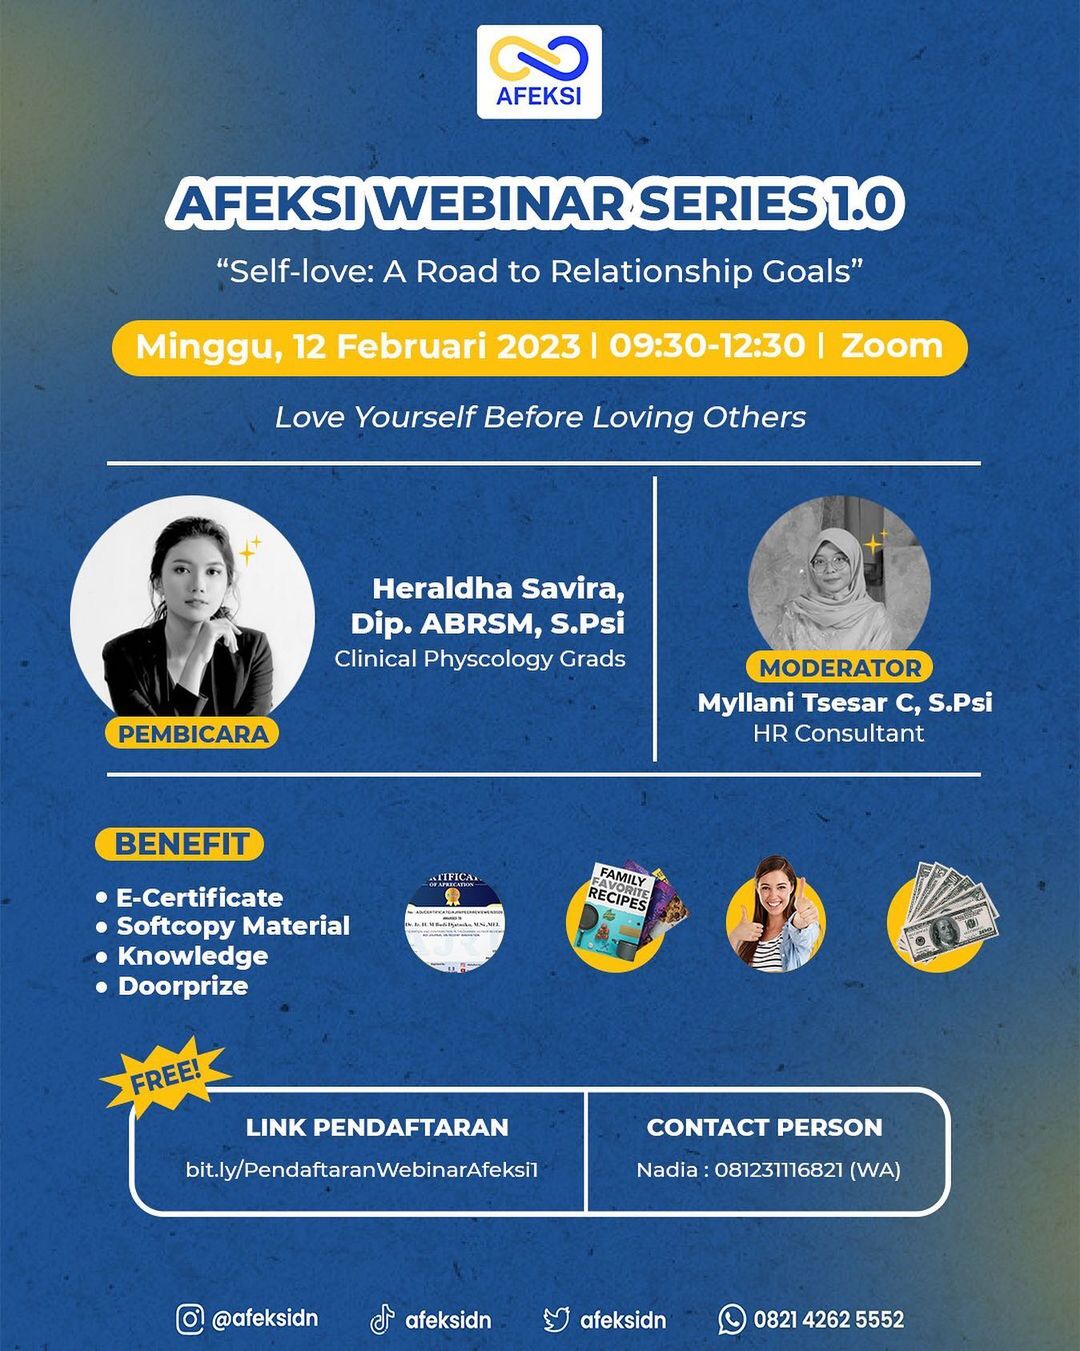 AFEKSI
AFEKSI WEBINAR SERIES 1.0
“Self-love: A Road to Relationship Goals”
Minggu, 12 Februari 2023 | 09:30-12:30 | Zoom
Love Yourself Before Loving Others
Heraldha Savira,
Dip. ABRSM, S.Psi
Clinical Physcology Grads
PEMBICARA
MODERATOR
Myllani Tsesar C, S.Psi
HR Consultant
BENEFIT
• E-Certificate
• Softcopy Material
• Knowledge
• Doorprize
OF APRECATION
FAMILY
FAVORITE
RECIPES
FREE!
LINK PENDAFTARAN
bit.ly/PendaftaranWebinarAfeksi1
CONTACT PERSON
Nadia : 081231116821 (WA)
@afeksidn
afeksidn
afeksidn
0821 4262 5552